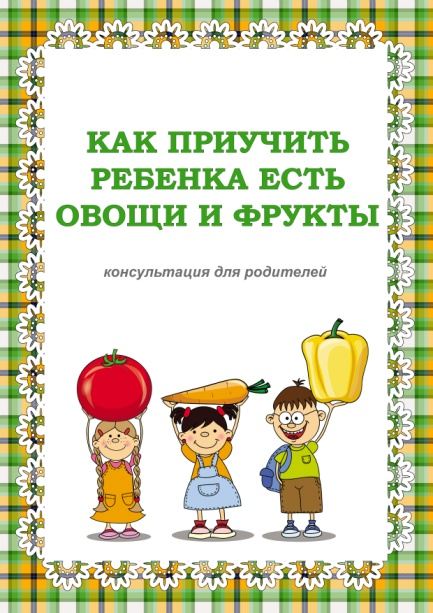 КАК ПРИУЧИТЬ
РЕБЕНКА ЕСТЬ
ОВОЩИ И ФРУКТЫ
консультация для родителей